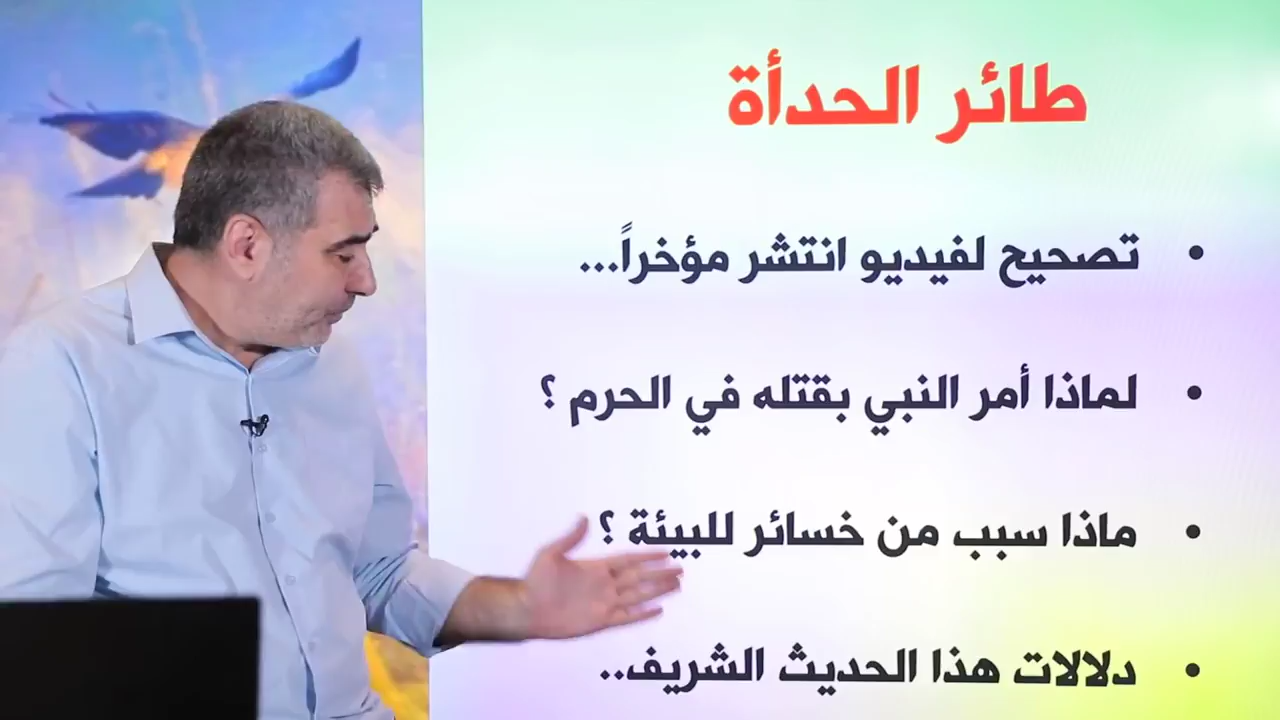 طائر الحدأة
• تصحيح لفيديو انتشر مؤخراً...
• لماذا أمر النبي بقتله في الحرم ؟
• ماذا سبب من خسائر للبيئة ؟
• دلالات هذا الحديث الشريف..